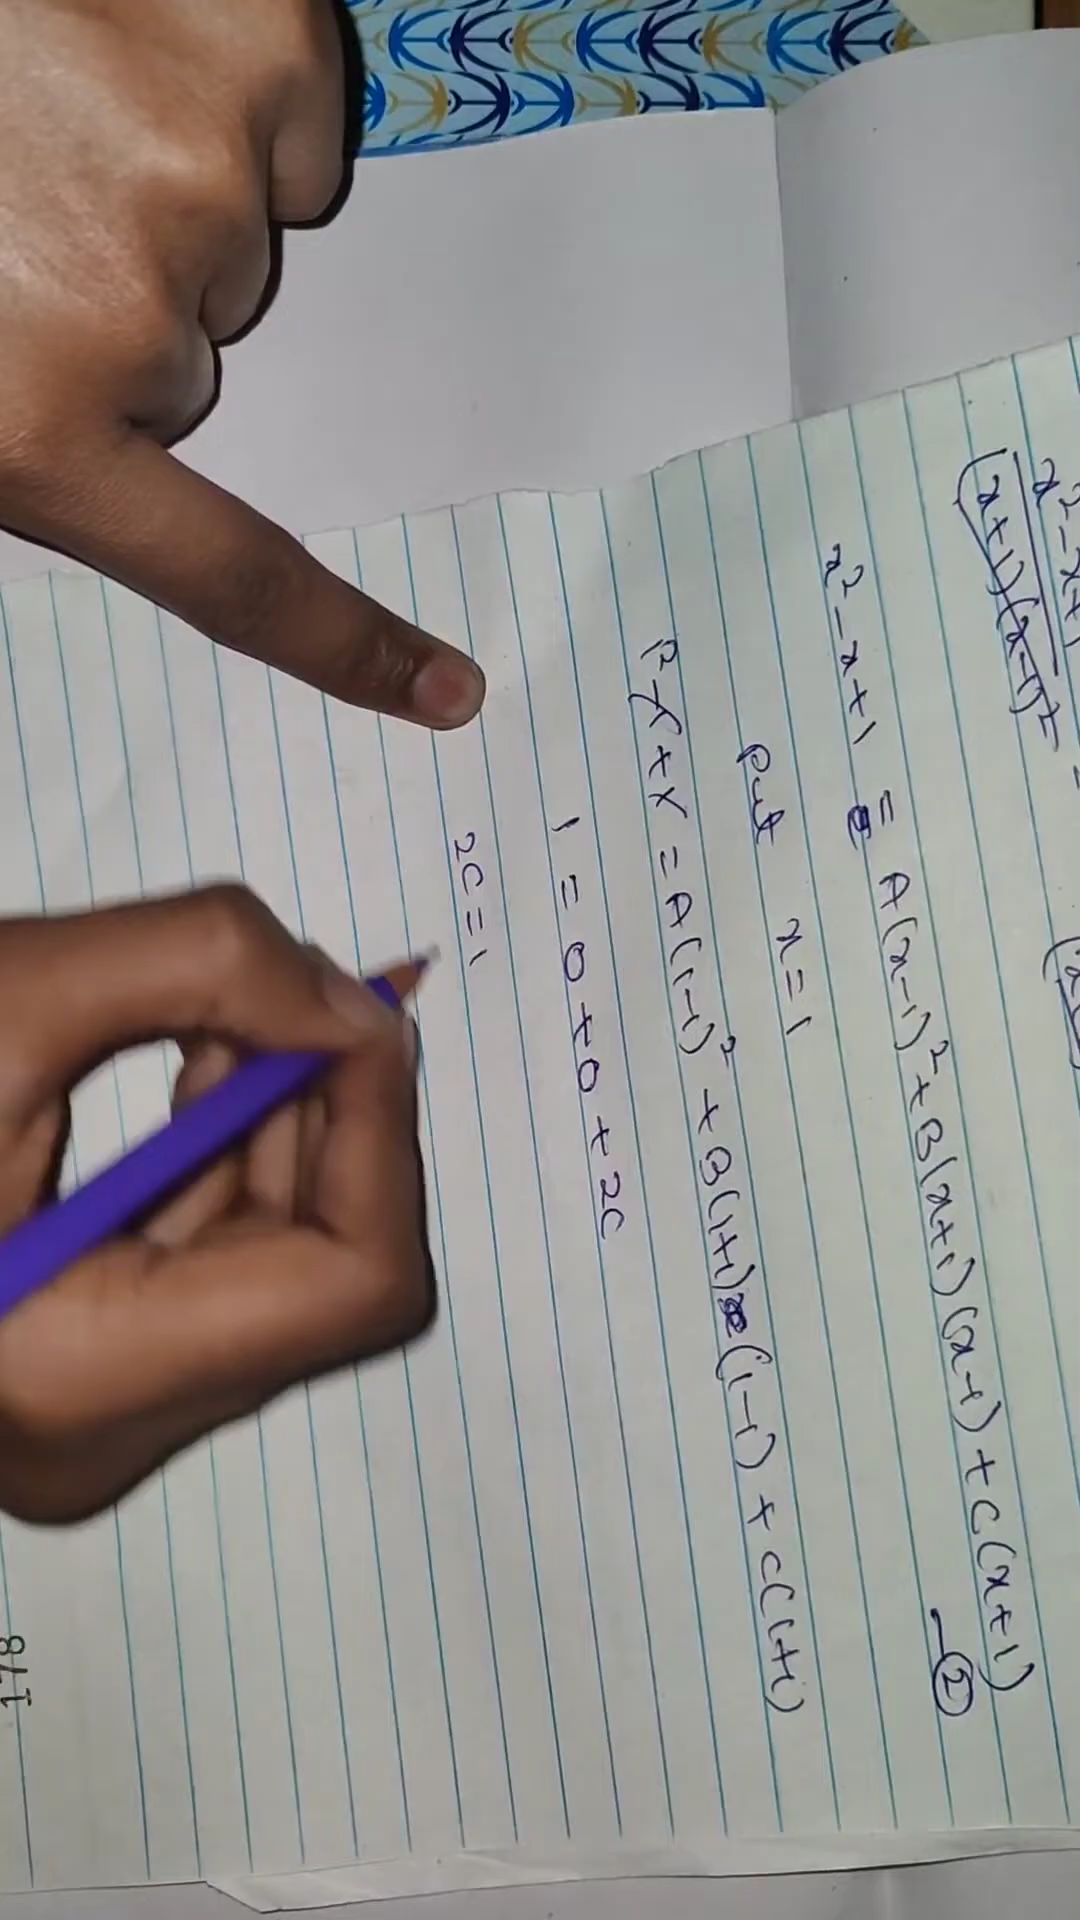 x²-x+1
(x+1)(x-1)² =
x²-x+1 = A(x-1)²+B(x+1)(x-1)+C(x+1)
—②
put x=1
1²-1+1 = A(1-1)²+B(1+1)(1-1)+C(1+1)
1=0+0+2C
2C=1
178